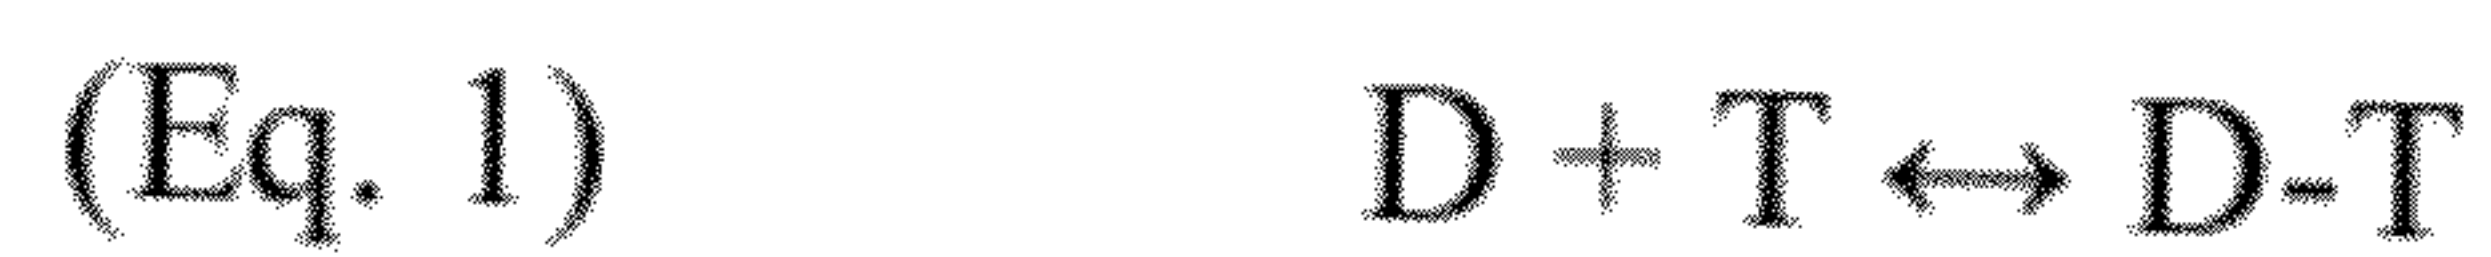 (Eq. 1) D + T ↔ D-T